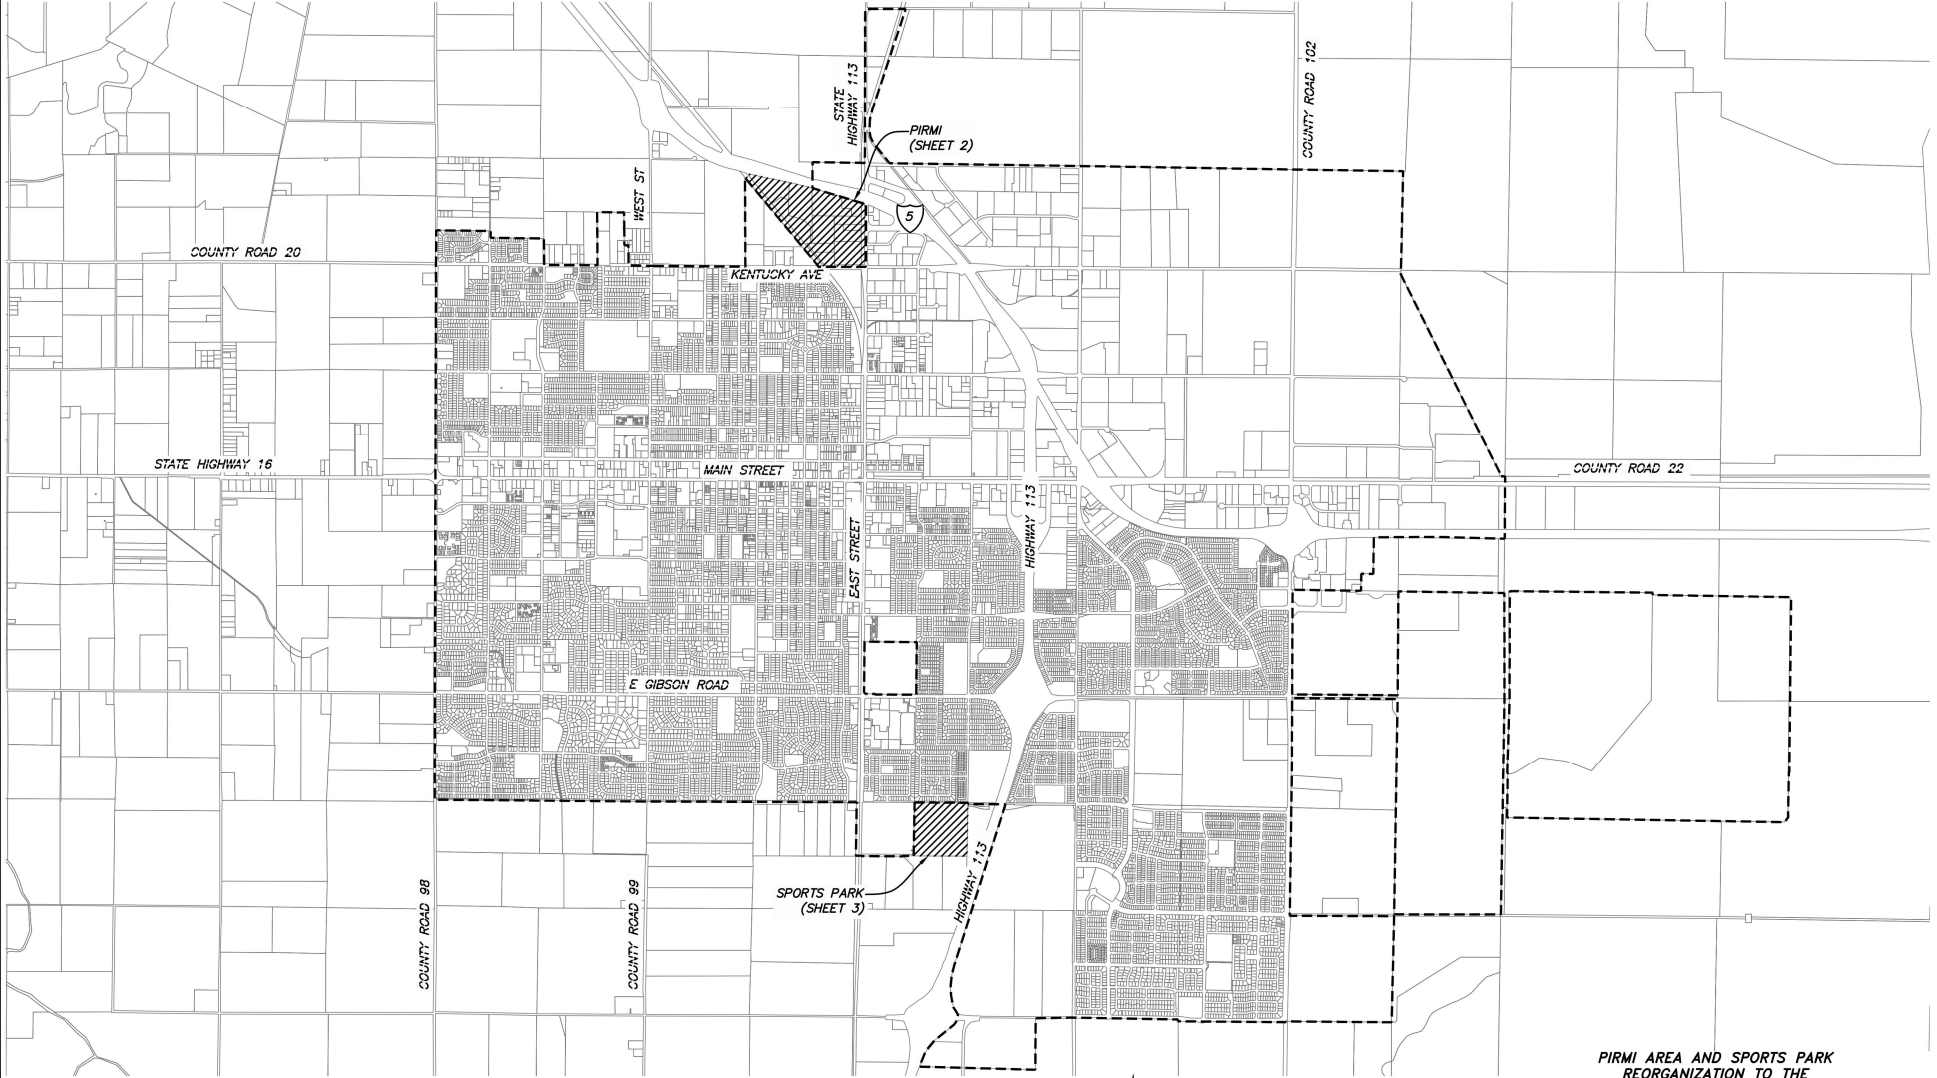 STATE
HIGHWAY 113
COUNTY ROAD 102
PIRMI
(SHEET 2)
WEST ST
5
COUNTY ROAD 20
KENTUCKY AVE
STATE HIGHWAY 16
MAIN STREET
COUNTY ROAD 22
HIGHWAY 113
EAST STREET
E GIBSON ROAD
HIGHWAY 113
SPORTS PARK
(SHEET 3)
COUNTY ROAD 98
COUNTY ROAD 99
PIRMI AREA AND SPORTS PARK
REORGANIZATION TO THE